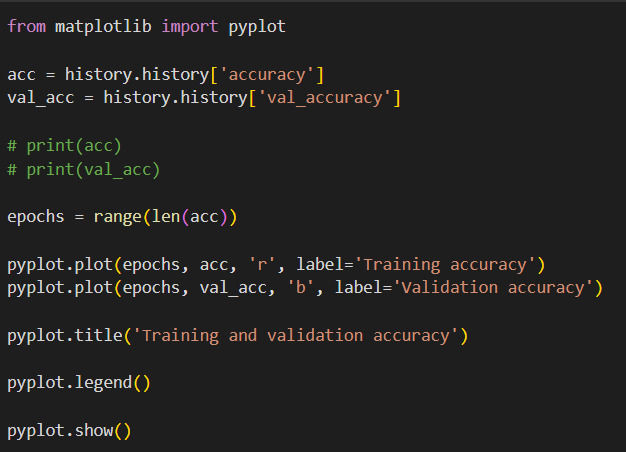 from matplotlib import pyplot
acc = history.history['accuracy']
val_acc = history.history['val_accuracy']
# print(acc)
# print(val_acc)
epochs = range(len(acc))
pyplot.plot(epochs, acc, 'r', label='Training accuracy')
pyplot.plot(epochs, val_acc, 'b', label='Validation accuracy')
pyplot.title('Training and validation accuracy')
pyplot.legend()
pyplot.show()